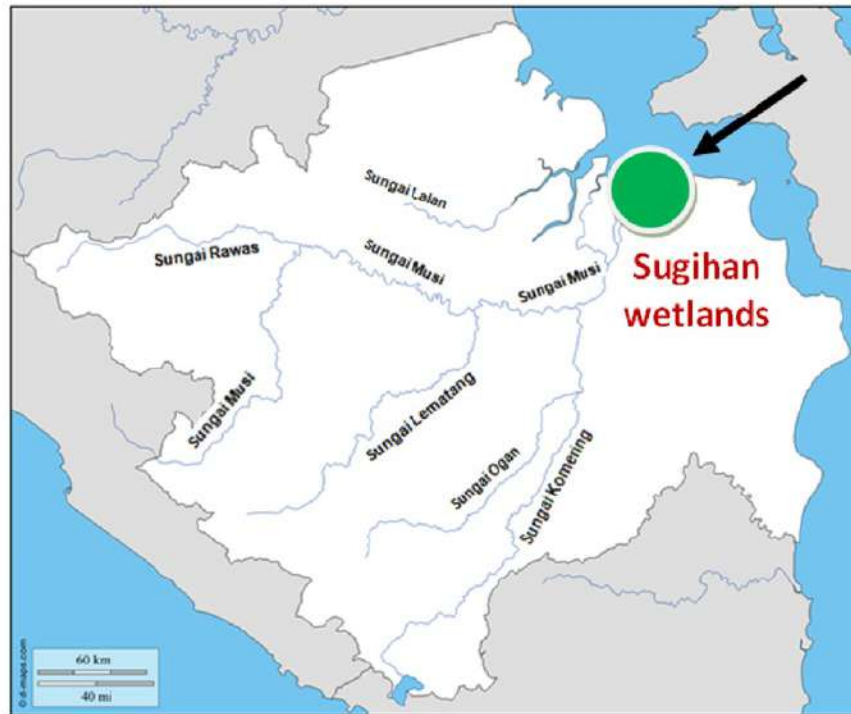 Sungai Lalan
Sungai Rawas
Sungai Musi
Sungai Musi
Sugihan
wetlands
Sungai Musi
Sungai Lematang
Sungai Ogan
Sungai Komering
60 km
40 mi
© d-maps.com